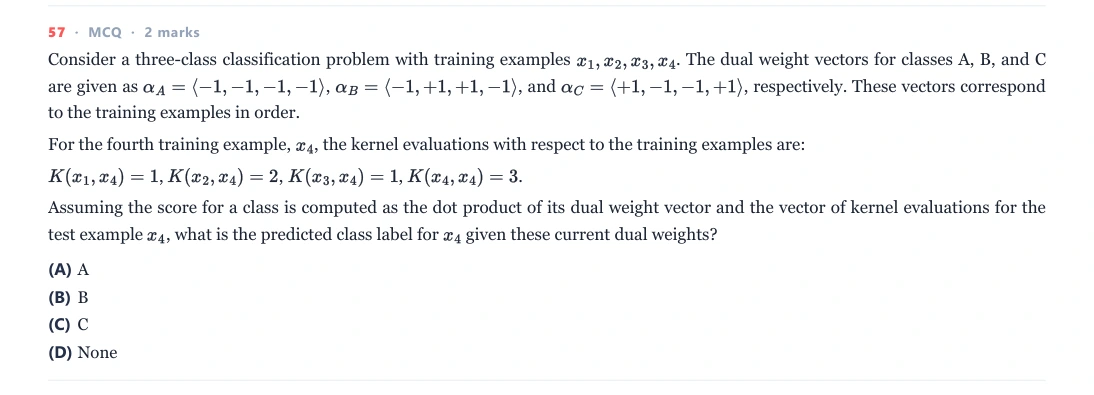 57 · MCQ · 2 marks
Consider a three-class classification problem with training examples x₁, x₂, x₃, x₄. The dual weight vectors for classes A, B, and C
are given as α_A = ⟨−1, −1, −1, −1⟩, α_B = ⟨−1, +1, +1, −1⟩, and α_C = ⟨+1, −1, −1, +1⟩, respectively. These vectors correspond
to the training examples in order.
For the fourth training example, x₄, the kernel evaluations with respect to the training examples are:
K(x₁, x₄) = 1, K(x₂, x₄) = 2, K(x₃, x₄) = 1, K(x₄, x₄) = 3.
Assuming the score for a class is computed as the dot product of its dual weight vector and the vector of kernel evaluations for the
test example x₄, what is the predicted class label for x₄ given these current dual weights?
(A) A
(B) B
(C) C
(D) None